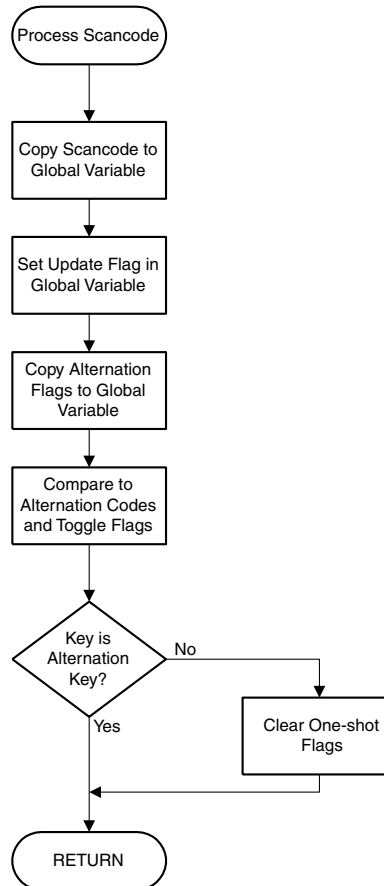 Process Scancode
Copy Scancode to
Global Variable
Set Update Flag in
Global Variable
Copy Alternation
Flags to Global
Variable
Compare to
Alternation Codes
and Toggle Flags
Key is
Alternation
Key?
No
Yes
Clear One-shot
Flags
RETURN